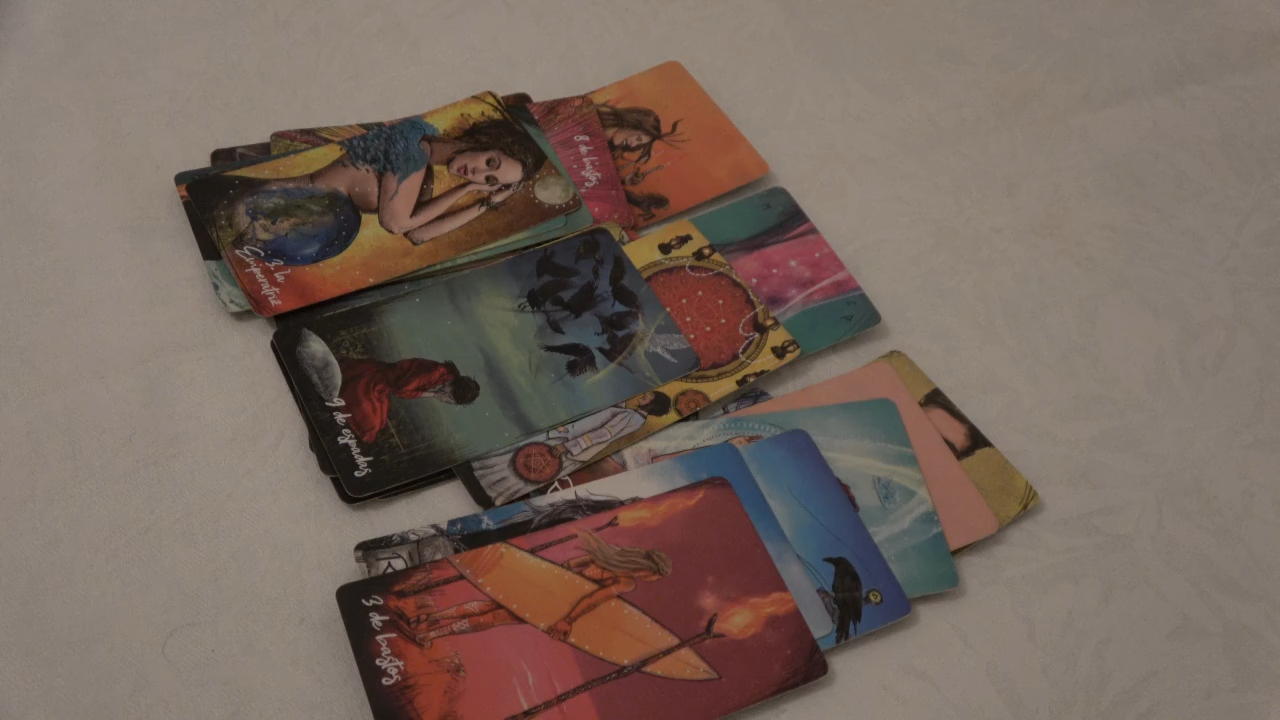 8 de bastos
3. la
Emperatriz
9 de espadas
3 de bastos